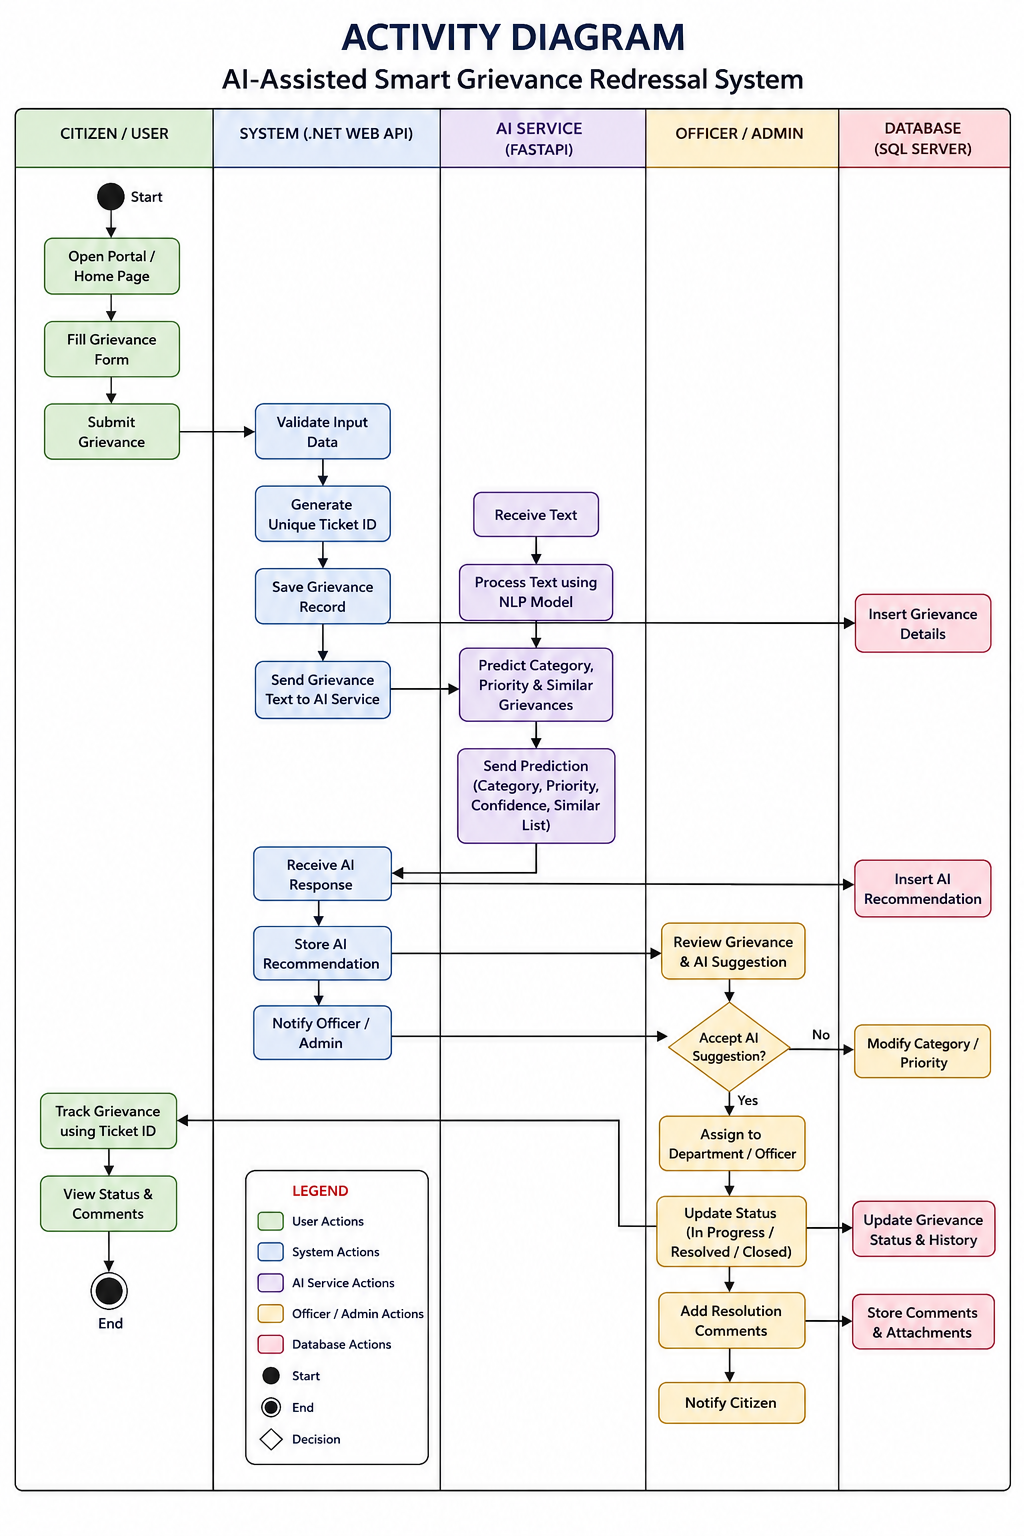 ACTIVITY DIAGRAM
AI-Assisted Smart Grievance Redressal System
CITIZEN / USER
SYSTEM (.NET WEB API)
AI SERVICE
(FASTAPI)
OFFICER / ADMIN
DATABASE
(SQL SERVER)
Start
Open Portal /
Home Page
Fill Grievance
Form
Submit
Grievance
Validate Input
Data
Generate
Unique Ticket ID
Receive Text
Save Grievance
Record
Process Text using
NLP Model
Insert Grievance
Details
Send Grievance
Text to AI Service
Predict Category,
Priority & Similar
Grievances
Send Prediction
(Category, Priority,
Confidence, Similar
List)
Receive AI
Response
Insert AI
Recommendation
Store AI
Recommendation
Review Grievance
& AI Suggestion
Notify Officer /
Admin
Accept AI
Suggestion?
No
Modify Category /
Priority
Yes
Track Grievance
using Ticket ID
Assign to
Department / Officer
View Status &
Comments
Update Status
(In Progress /
Resolved / Closed)
Update Grievance
Status & History
End
Add Resolution
Comments
Store Comments
& Attachments
Notify Citizen
LEGEND
User Actions
System Actions
AI Service Actions
Officer / Admin Actions
Database Actions
Start
End
Decision